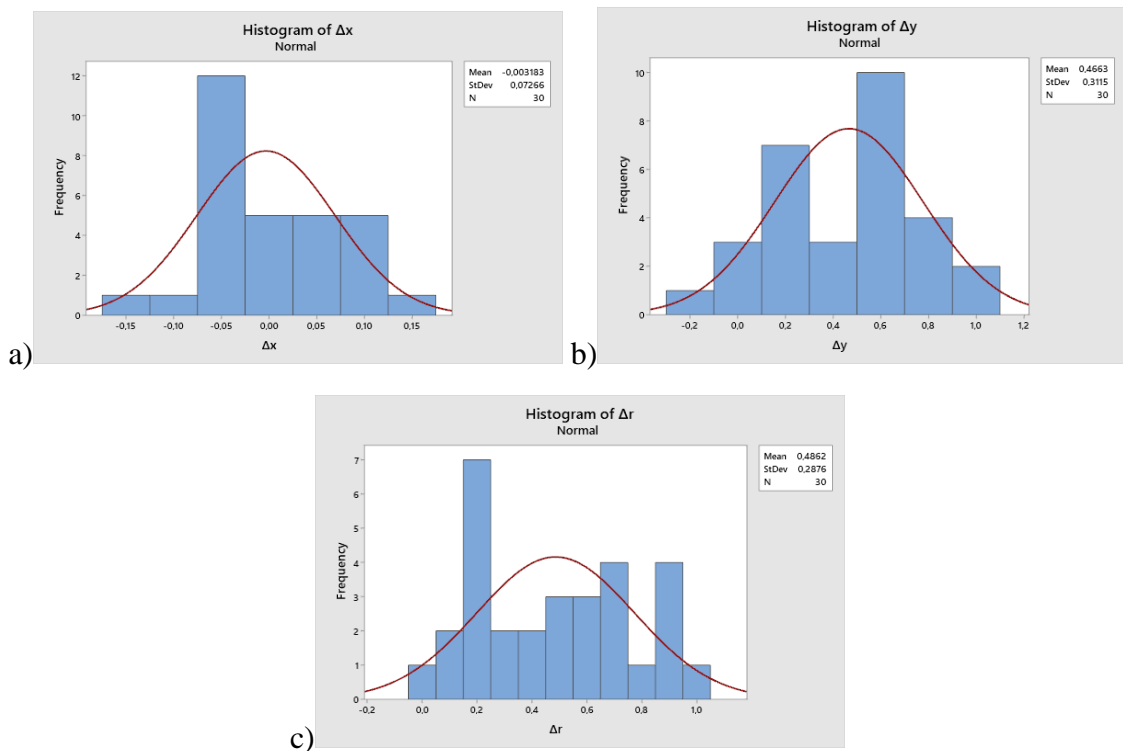 a)
Histogram of Δx
Normal
Mean -0,003183
StDev 0,07266
N 30
Frequency
12
10
8
6
4
2
0
-0,15 -0,10 -0,05 0,00 0,05 0,10 0,15
Δx
b)
Histogram of Δy
Normal
Mean 0,4663
StDev 0,3115
N 30
Frequency
10
8
6
4
2
0
-0,2 0,0 0,2 0,4 0,6 0,8 1,0 1,2
Δy
c)
Histogram of Δr
Normal
Mean 0,4862
StDev 0,2876
N 30
Frequency
7
6
5
4
3
2
1
0
-0,2 0,0 0,2 0,4 0,6 0,8 1,0
Δr